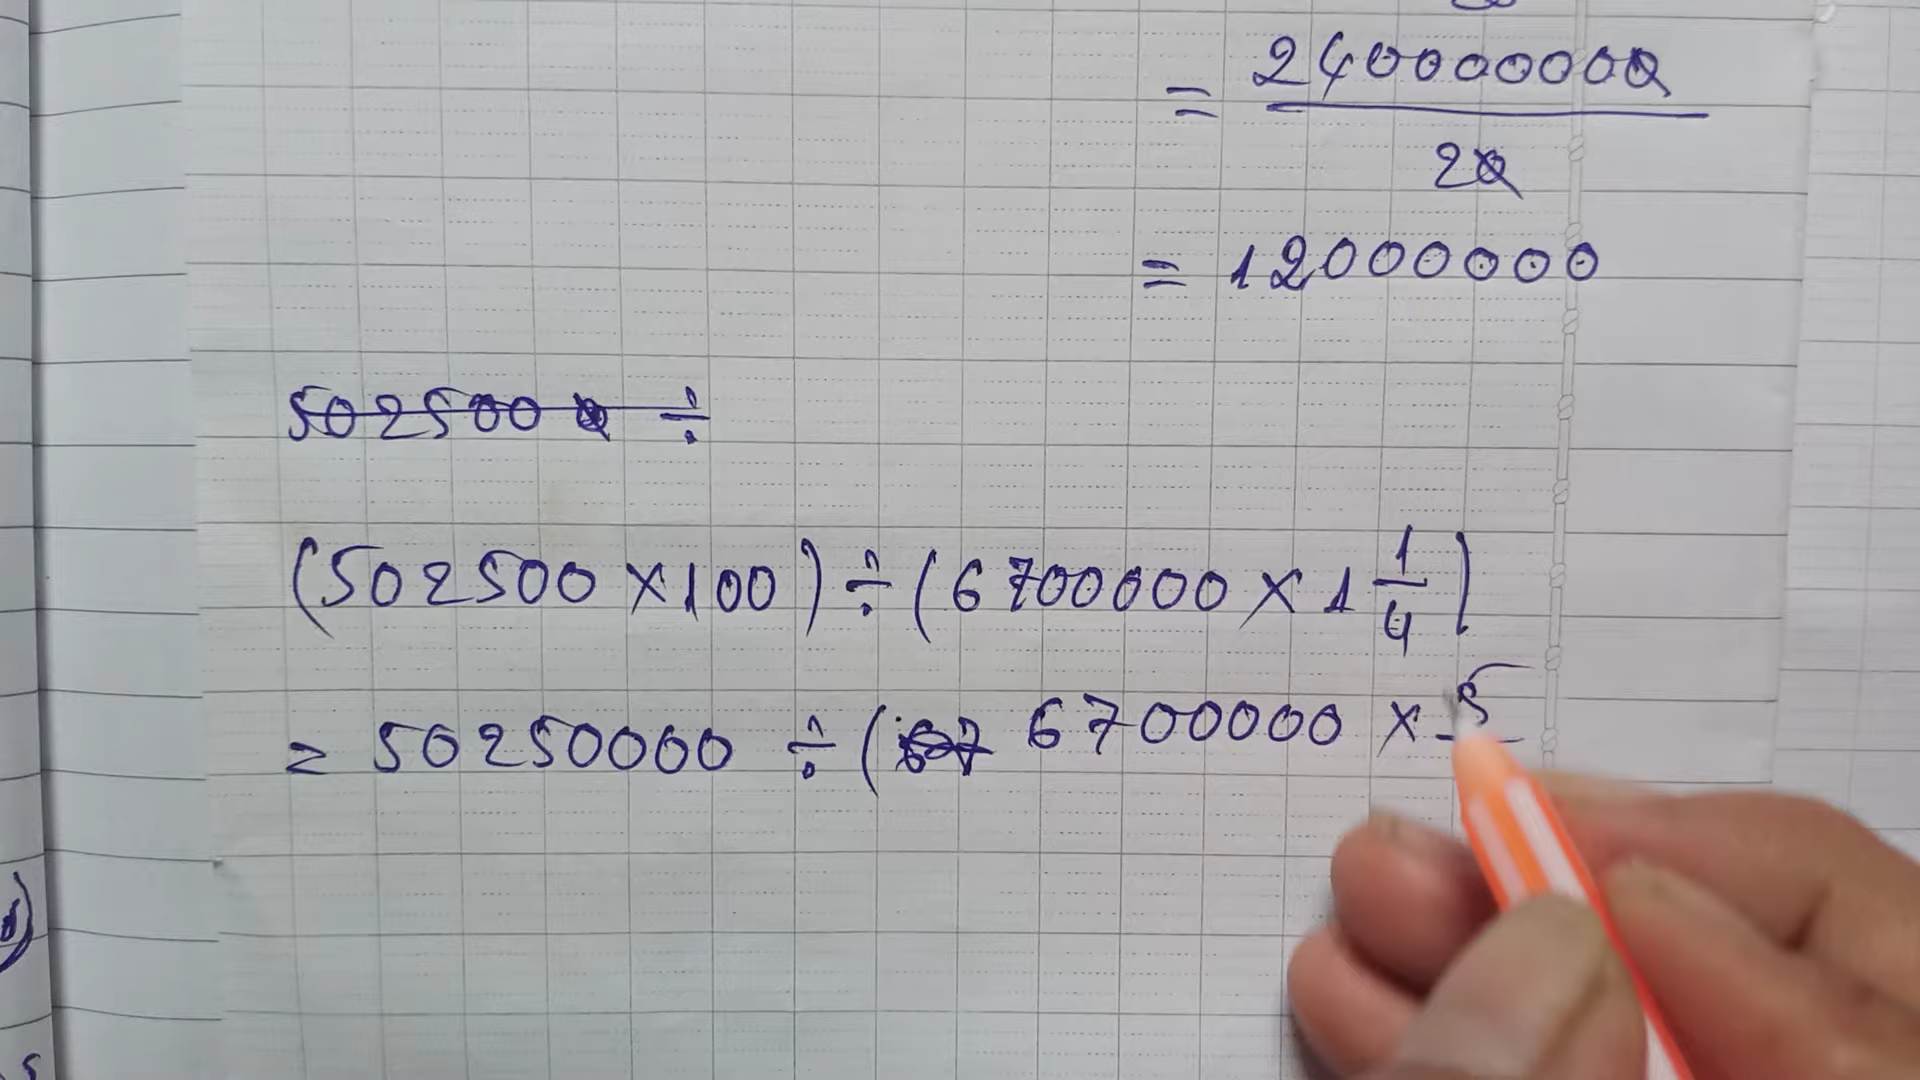 = 240000000
20
= 12000000
502500 ÷
(502500 × 100) ÷ (6700000 × 1 1/4)
= 50250000 ÷ ( 6700000 × 5